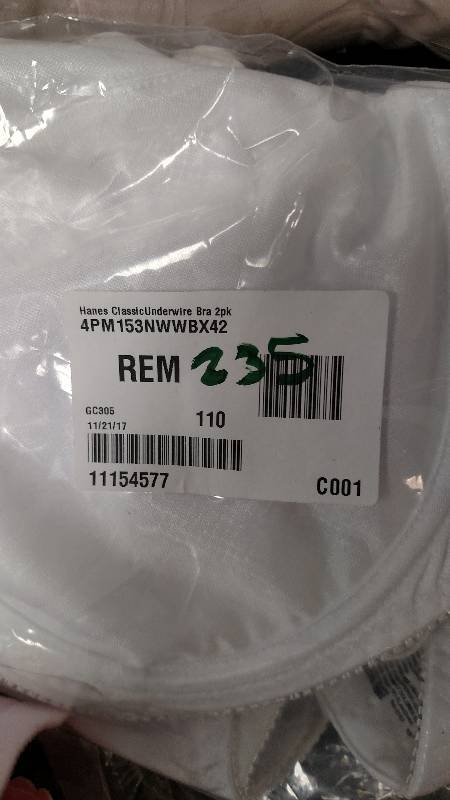 Hanes ClassicUnderwire Bra 2pk
4PM153NWWBX42
REM 235
GC305
110
11/21/17
11154577
C001